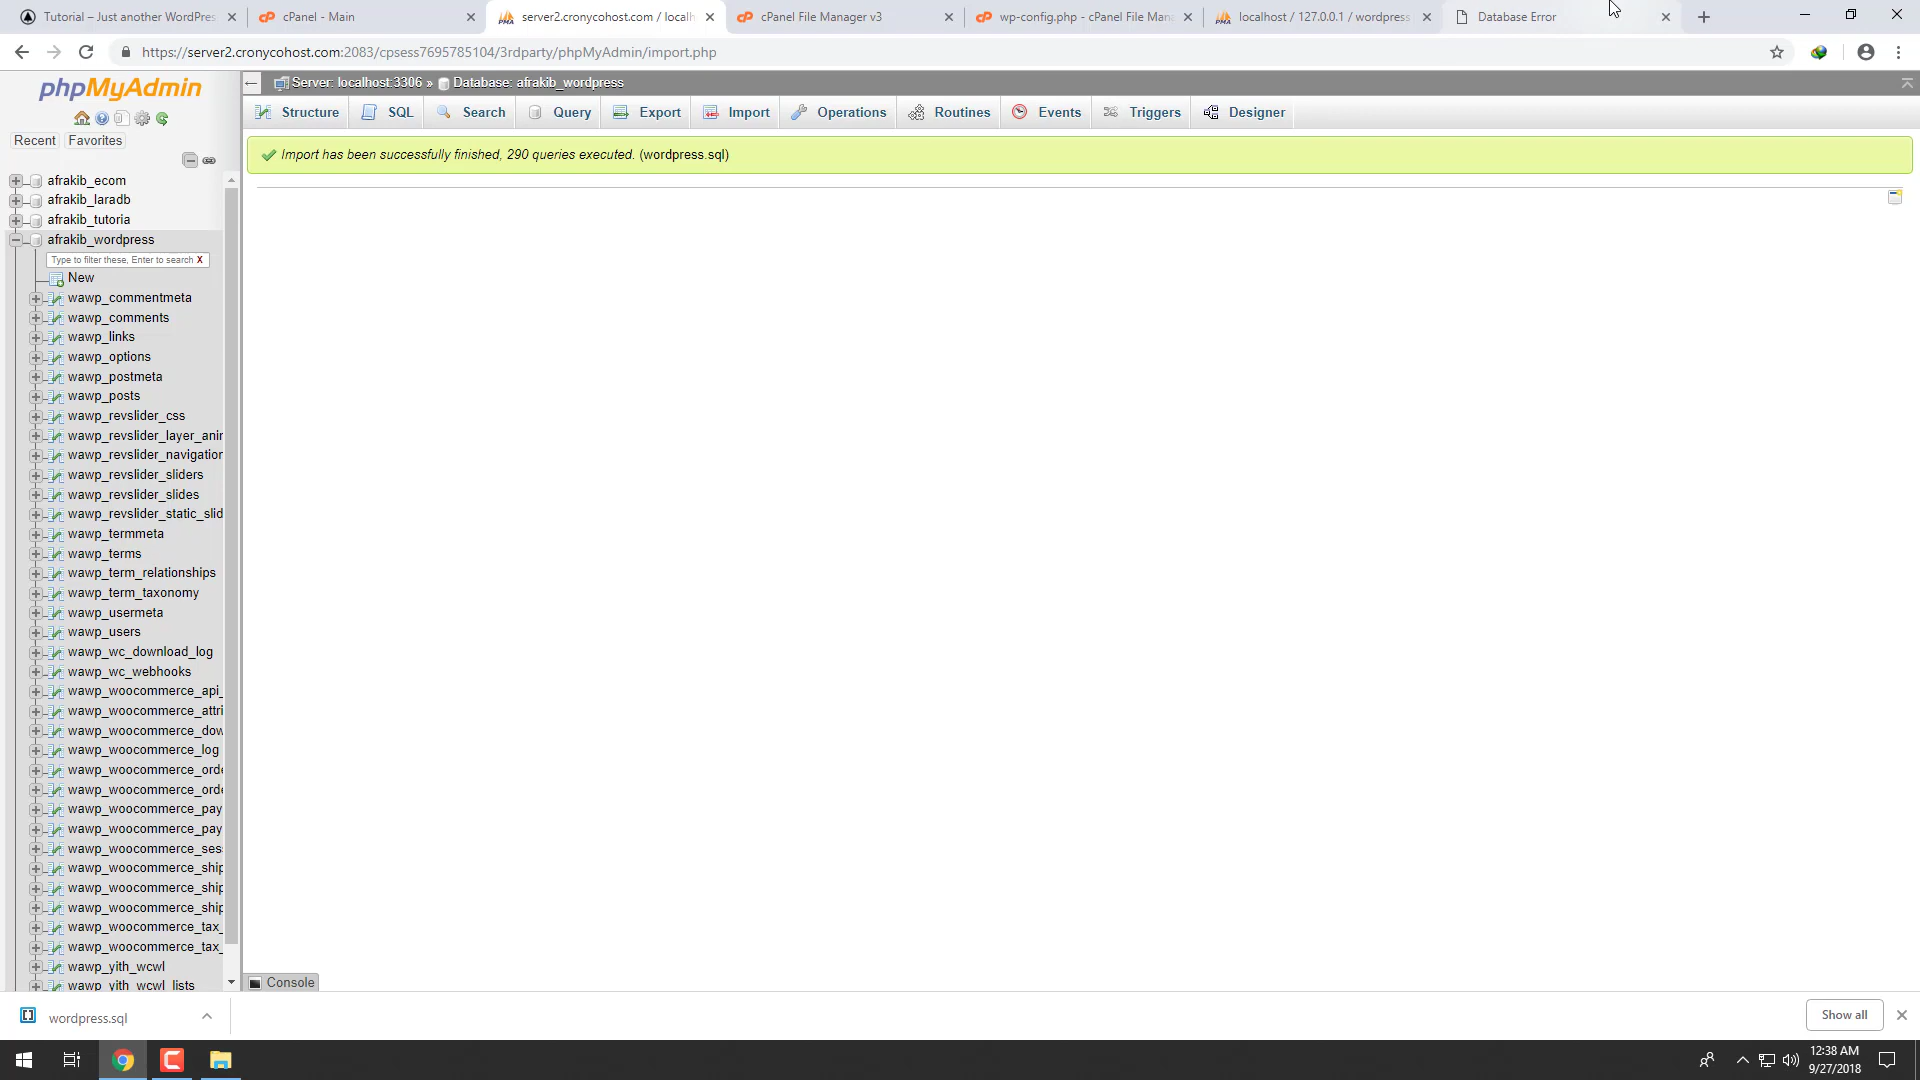 Tutorial – Just another WordPres
cPanel - Main
server2.cronycohost.com / localh
cPanel File Manager v3
wp-config.php - cPanel File Mana
localhost / 127.0.0.1 / wordpress
Database Error
https://server2.cronycohost.com:2083/cpsess7695785104/3rdparty/phpMyAdmin/import.php
phpMyAdmin
Server: localhost:3306 » Database: afrakib_wordpress
Structure
SQL
Search
Query
Export
Import
Operations
Routines
Events
Triggers
Designer
Recent
Favorites
Import has been successfully finished, 290 queries executed. (wordpress.sql)
afrakib_ecom
afrakib_laradb
afrakib_tutoria
afrakib_wordpress
Type to filter these, Enter to search X
New
wawp_commentmeta
wawp_comments
wawp_links
wawp_options
wawp_postmeta
wawp_posts
wawp_revslider_css
wawp_revslider_layer_anin
wawp_revslider_navigation
wawp_revslider_sliders
wawp_revslider_slides
wawp_revslider_static_slid
wawp_termmeta
wawp_terms
wawp_term_relationships
wawp_term_taxonomy
wawp_usermeta
wawp_users
wawp_wc_download_log
wawp_wc_webhooks
wawp_woocommerce_api_
wawp_woocommerce_attri
wawp_woocommerce_dow
wawp_woocommerce_log
wawp_woocommerce_orde
wawp_woocommerce_orde
wawp_woocommerce_pay
wawp_woocommerce_pay
wawp_woocommerce_ses
wawp_woocommerce_ship
wawp_woocommerce_ship
wawp_woocommerce_ship
wawp_woocommerce_tax_
wawp_woocommerce_tax_
wawp_yith_wcwl
wawp_yith_wcwl_lists
Console
wordpress.sql
Show all
12:38 AM
9/27/2018